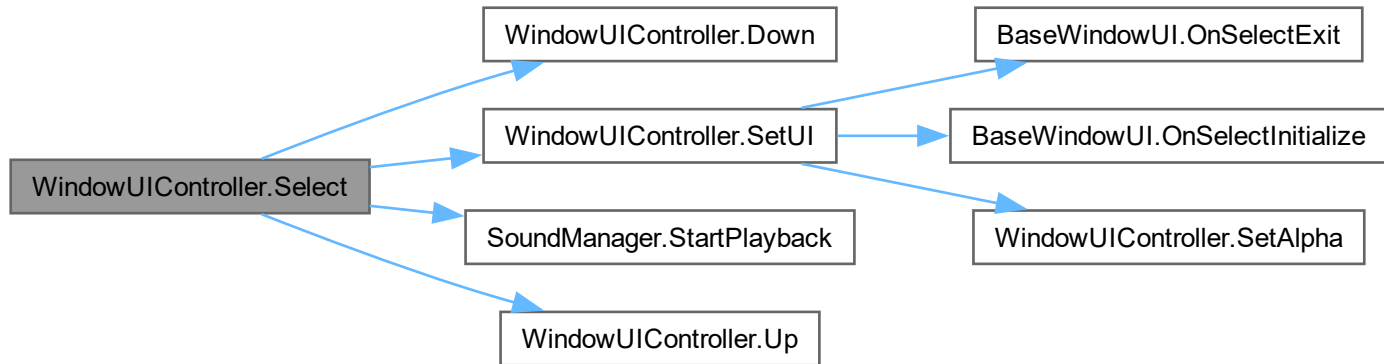 WindowUIController.Select
WindowUIController.Down
WindowUIController.SetUI
SoundManager.StartPlayback
WindowUIController.Up
BaseWindowUI.OnSelectExit
BaseWindowUI.OnSelectInitialize
WindowUIController.SetAlpha